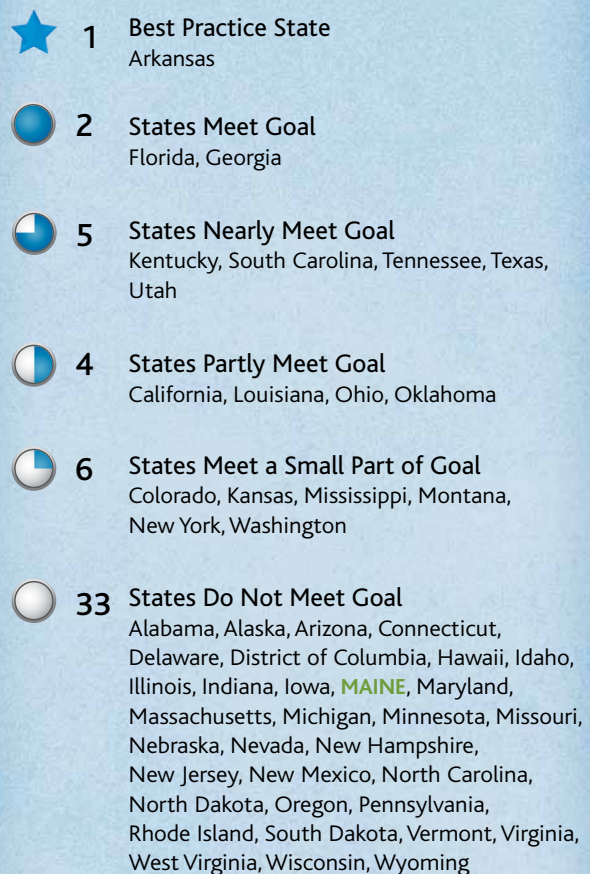 1 Best Practice State
Arkansas
2 States Meet Goal
Florida, Georgia
5 States Nearly Meet Goal
Kentucky, South Carolina, Tennessee, Texas,
Utah
4 States Partly Meet Goal
California, Louisiana, Ohio, Oklahoma
6 States Meet a Small Part of Goal
Colorado, Kansas, Mississippi, Montana,
New York, Washington
33 States Do Not Meet Goal
Alabama, Alaska, Arizona, Connecticut,
Delaware, District of Columbia, Hawaii, Idaho,
Illinois, Indiana, Iowa, MAINE, Maryland,
Massachusetts, Michigan, Minnesota, Missouri,
Nebraska, Nevada, New Hampshire,
New Jersey, New Mexico, North Carolina,
North Dakota, Oregon, Pennsylvania,
Rhode Island, South Dakota, Vermont, Virginia,
West Virginia, Wisconsin, Wyoming